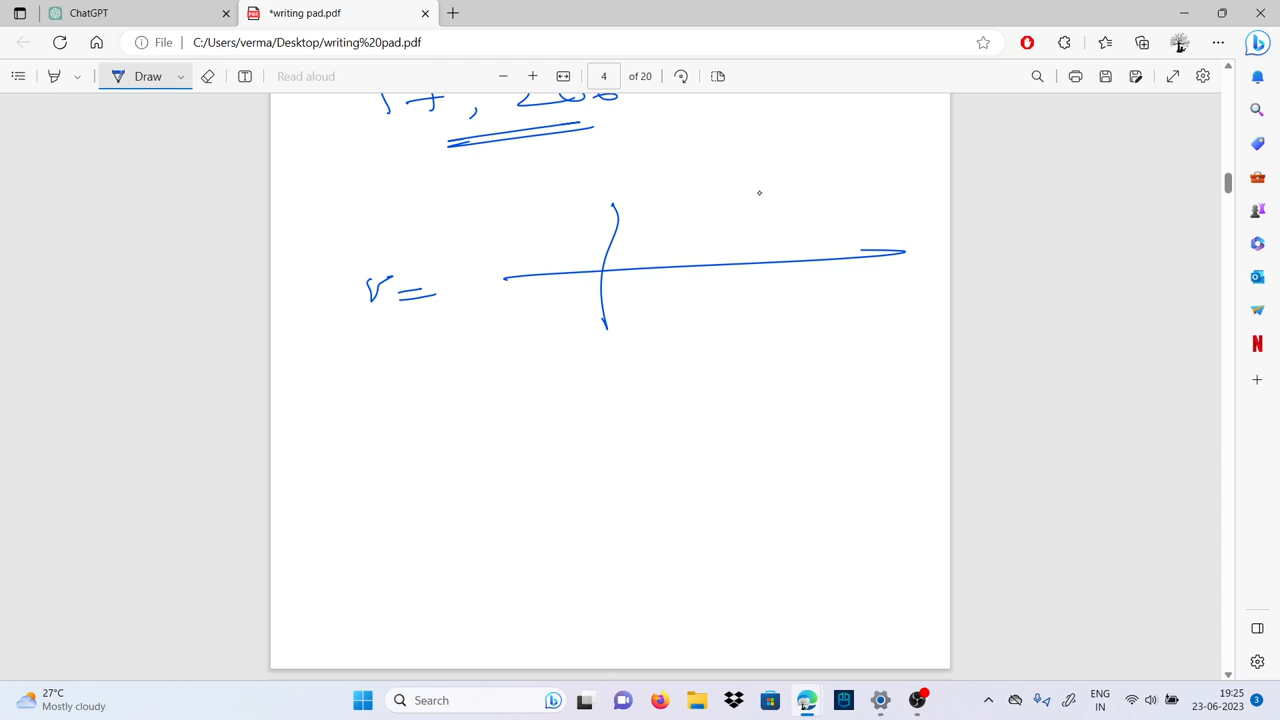 ChatGPT
*writing pad.pdf
File
C:/Users/verma/Desktop/writing%20pad.pdf
Draw
Read aloud
4 of 20
r =
27°C
Mostly cloudy
Search
ENG
IN
19:25
23-06-2023
3